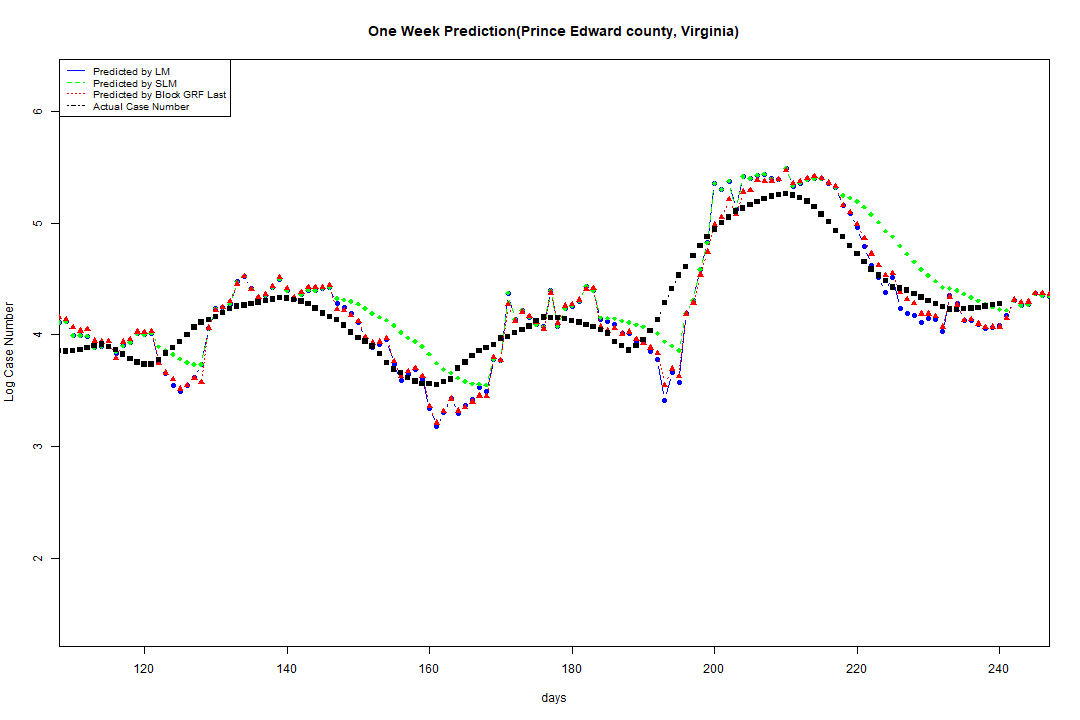 One Week Prediction(Prince Edward county, Virginia)
Predicted by LM
Predicted by SLM
Predicted by Block GRF Last
Actual Case Number
6
5
4
3
2
Log Case Number
120 140 160 180 200 220 240
days